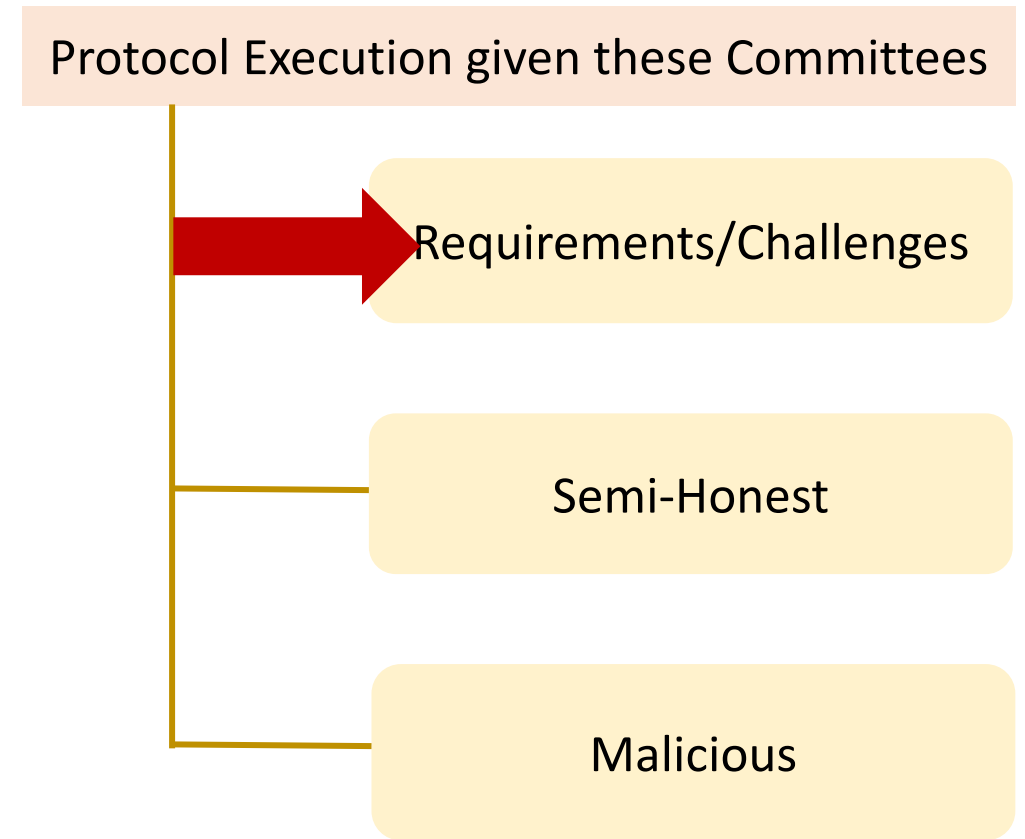 Protocol Execution given these Committees
Requirements/Challenges
Semi-Honest
Malicious